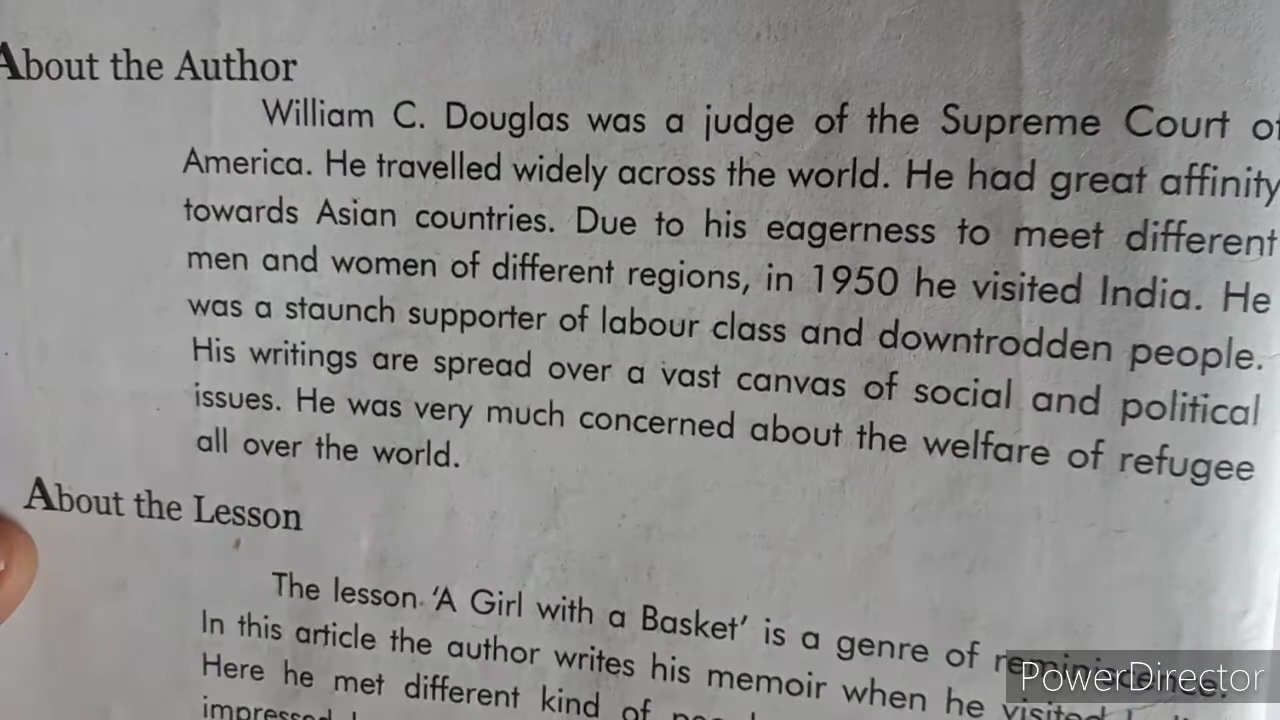 About the Author
William C. Douglas was a judge of the Supreme Court of
America. He travelled widely across the world. He had great affinity
towards Asian countries. Due to his eagerness to meet different
men and women of different regions, in 1950 he visited India. He
was a staunch supporter of labour class and downtrodden people.
His writings are spread over a vast canvas of social and political
issues. He was very much concerned about the welfare of refugee
all over the world.
About the Lesson
The lesson 'A Girl with a Basket' is a genre of
In this article the author writes his memoir when he visited
Here he met different kind of
impressed
PowerDirector